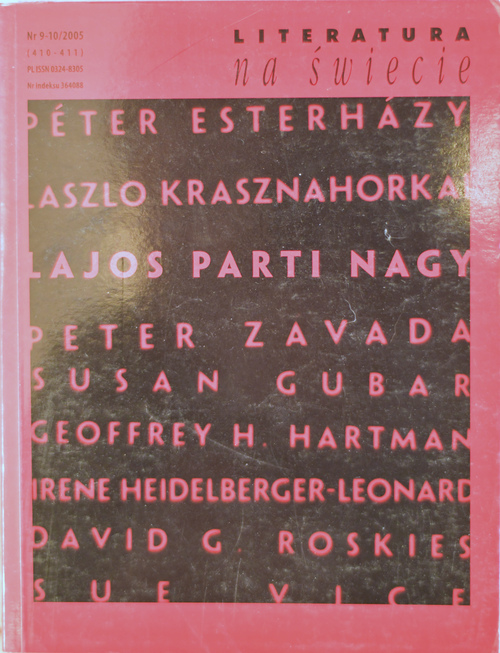 Nr 9-10/2005
(410-411)
PL ISSN 0324-8305
Nr indeksu 364088
LITERATURA
na świecie
PÉTER ESTERHÁZY
LASZLO KRASZNAHORKAI
LAJOS PARTI NAGY
PETER ZAVADA
SUSAN GUBAR
GEOFFREY H. HARTMAN
IRENE HEIDELBERGER-LEONARD
DAVID G. ROSKIES
SUE VICE